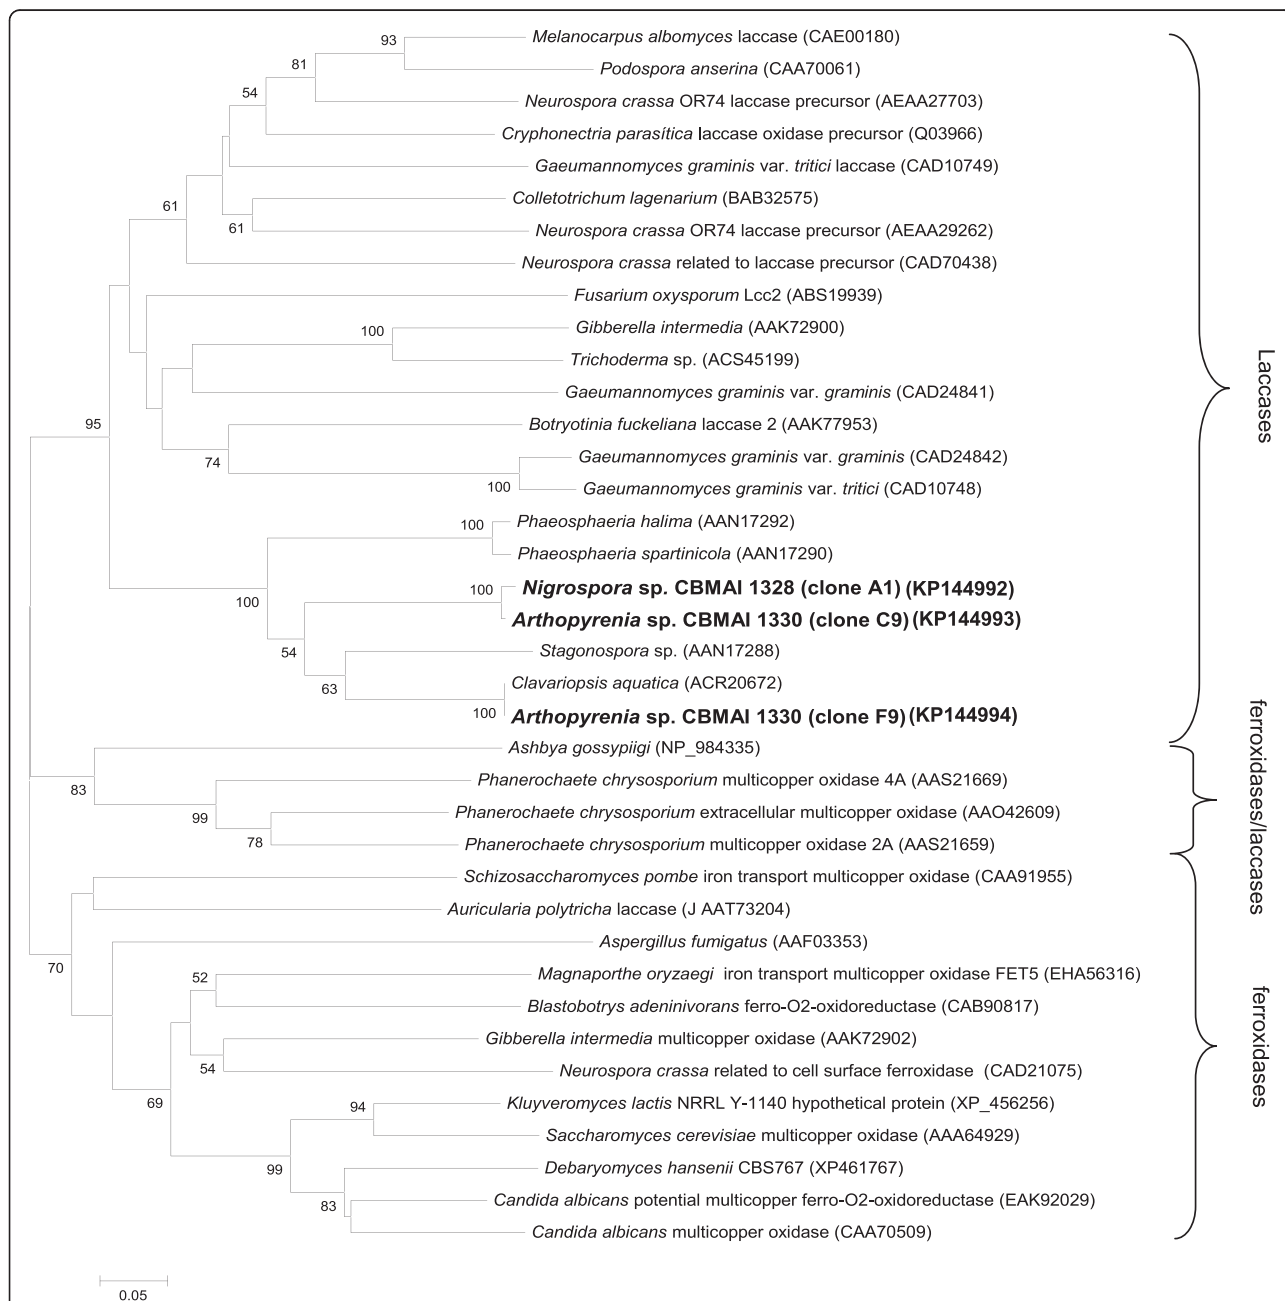 93
Melanocarpus albomyces laccase (CAE00180)
81
Podospora anserina (CAA70061)
54
Neurospora crassa OR74 laccase precursor (AEAA27703)
Cryphonectria parasítica laccase oxidase precursor (Q03966)
Gaeumannomyces graminis var. tritici laccase (CAD10749)
61
Colletotrichum lagenarium (BAB32575)
61
Neurospora crassa OR74 laccase precursor (AEAA29262)
Neurospora crassa related to laccase precursor (CAD70438)
Fusarium oxysporum Lcc2 (ABS19939)
100
Gibberella intermedia (AAK72900)
Trichoderma sp. (ACS45199)
Laccases
Gaeumannomyces graminis var. graminis (CAD24841)
95
Botryotinia fuckeliana laccase 2 (AAK77953)
74
Gaeumannomyces graminis var. graminis (CAD24842)
100
Gaeumannomyces graminis var. tritici (CAD10748)
100
Phaeosphaeria halima (AAN17292)
Phaeosphaeria spartinicola (AAN17290)
100
Nigrospora sp. CBMAI 1328 (clone A1) (KP144992)
100
Arthopyrenia sp. CBMAI 1330 (clone C9) (KP144993)
54
Stagonospora sp. (AAN17288)
63
Clavariopsis aquatica (ACR20672)
100
Arthopyrenia sp. CBMAI 1330 (clone F9) (KP144994)
Ashbya gossypiigi (NP_984335)
83
Phanerochaete chrysosporium multicopper oxidase 4A (AAS21669)
ferroxidases/laccases
99
Phanerochaete chrysosporium extracellular multicopper oxidase (AAO42609)
78
Phanerochaete chrysosporium multicopper oxidase 2A (AAS21659)
Schizosaccharomyces pombe iron transport multicopper oxidase (CAA91955)
Auricularia polytricha laccase (J AAT73204)
70
Aspergillus fumigatus (AAF03353)
52
Magnaporthe oryzaegi iron transport multicopper oxidase FET5 (EHA56316)
Blastobotrys adeninivorans ferro-O2-oxidoreductase (CAB90817)
Gibberella intermedia multicopper oxidase (AAK72902)
ferroxidases
54
Neurospora crassa related to cell surface ferroxidase (CAD21075)
69
94
Kluyveromyces lactis NRRL Y-1140 hypothetical protein (XP_456256)
Saccharomyces cerevisiae multicopper oxidase (AAA64929)
99
Debaryomyces hansenii CBS767 (XP461767)
83
Candida albicans potential multicopper ferro-O2-oxidoreductase (EAK92029)
Candida albicans multicopper oxidase (CAA70509)
0.05